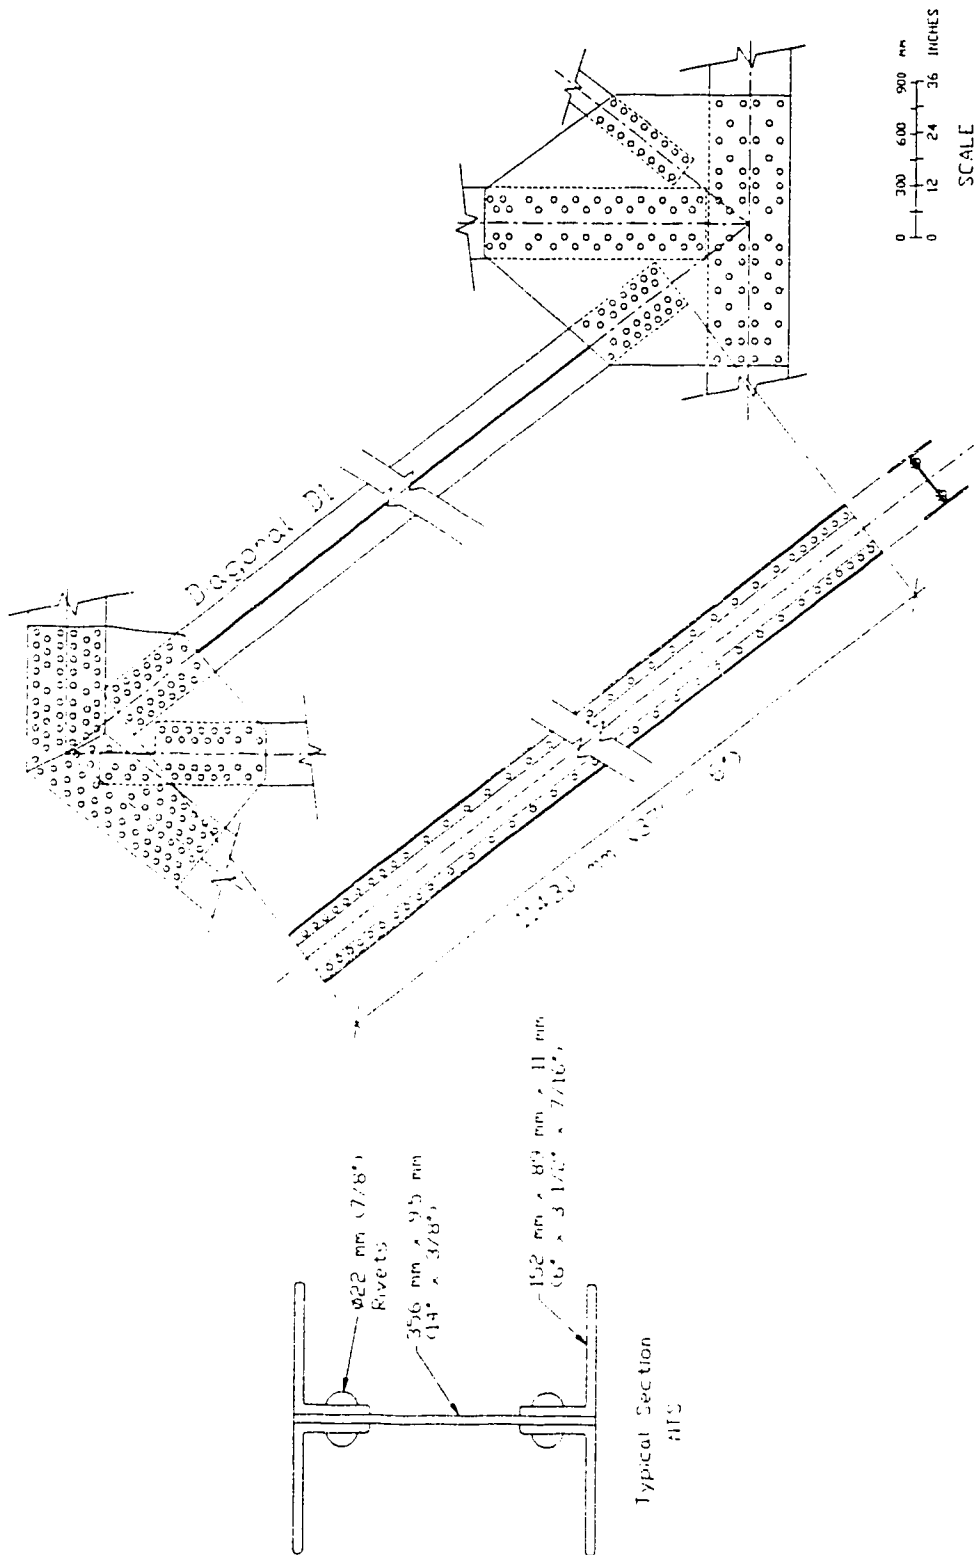 Diagonal D1
Ø22 mm (7/8")
Rivets
356 mm x 9.5 mm
(14" x 3/8")
152 mm x 89 mm x 11 mm
(6" x 3 1/2" x 7/16")
Typical Section
NTS
0 300 600 900 mm
0 12 24 36 INCHES
SCALE